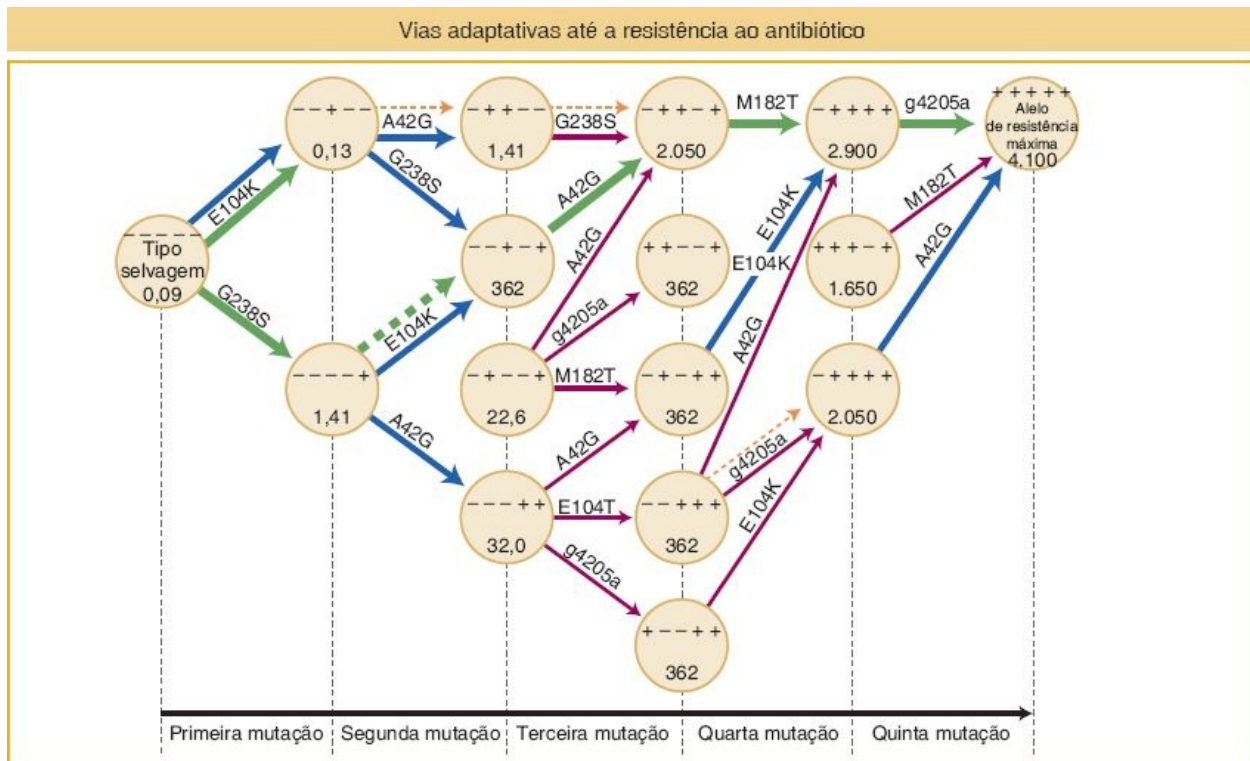 Vias adaptativas até a resistência ao antibiótico
− − − − −
Tipo
selvagem
0,09
E104K
G238S
− − + − −
0,13
− − − − +
1,41
A42G
G238S
E104K
A42G
− + + − −
1,41
− − + − +
362
− + − − +
22,6
− − − + +
32,0
G238S
A42G
A42G
g4205a
M182T
A42G
E104T
g4205a
− + + − +
2.050
+ + − − +
362
− + − + +
362
− − + + +
362
+ − − + +
362
M182T
E104K
E104K
A42G
g4205a
E104K
− + + + +
2.900
+ + + − +
1.650
− + + + +
2.050
g4205a
M182T
A42G
+ + + + +
Alelo
de resistência
máxima
4.100
Primeira mutação
Segunda mutação
Terceira mutação
Quarta mutação
Quinta mutação